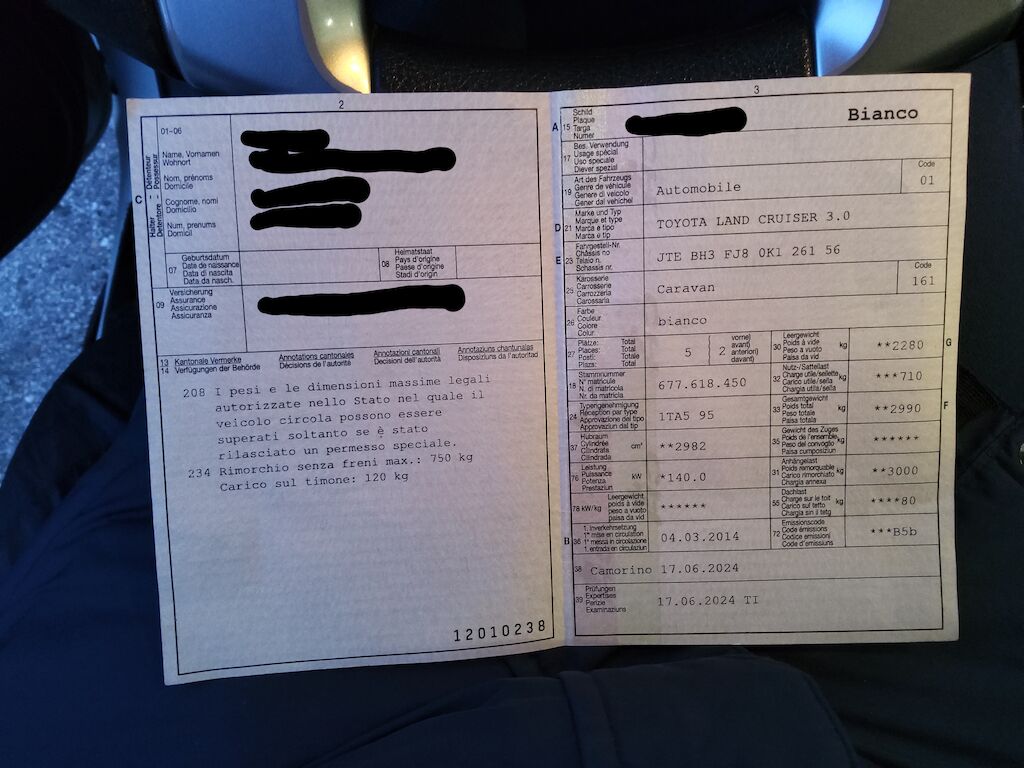 2
01-06
C
Halter - Détenteur
Detentore - Possessur
Name, Vornamen
Wohnort
Nom, prénoms
Domicile
Cognome, nomi
Domicilio
Num, prenums
Domicil
07
Geburtsdatum
Date de naissance
Data di nascita
Data da nasch.
08
Heimatstaat
Pays d'origine
Paese d'origine
Stadi d'origin
09
Versicherung
Assurance
Assicurazione
Assicuranza
13
14
Kantonale Vermerke
Verfügungen der Behörde
Annotations cantonales
Décisions de l'autorité
Annotazioni cantonali
Decisioni dell'autorità
Annotaziuns chantunalas
Disposiziuns da l'autoritad
208 I pesi e le dimensioni massime legali
autorizzate nello Stato nel quale il
veicolo circola possono essere
superati soltanto se è stato
rilasciato un permesso speciale.
234 Rimorchio senza freni max.: 750 kg
Carico sul timone: 120 kg
12010238
3
A
15
Schild
Plaque
Targa
Numer
Bianco
17
Bes. Verwendung
Usage spécial
Uso speciale
Diever spezial
19
Art des Fahrzeugs
Genre de véhicule
Genere di veicolo
Gener dal vehichel
Automobile
Code
01
D
21
Marke und Typ
Marque et type
Marca e tipo
Marca e tip
TOYOTA LAND CRUISER 3.0
E
23
Fahrgestell-Nr.
Châssis no
Telaio n.
Schassis nr.
JTE BH3 FJ8 0K1 261 56
25
Karosserie
Carrosserie
Carrozzeria
Carossaria
Caravan
Code
161
26
Farbe
Couleur
Colore
Colur
bianco
27
Plätze: Total
Places: Total
Posti: Totale
Plazs: Total
5
2
vorne)
avant)
anteriori)
davant)
30
Leergewicht
Poids à vide
Peso a vuoto
Paisa da vid
kg
**2280
G
18
Stammnummer
N° matricule
N. di matricola
Nr. da matricla
677.618.450
32
Nutz-/Sattellast
Charge utile/sellette
Carico utile/sella
Chargia utila/sella
kg
***710
24
Typengenehmigung
Réception par type
Approvazione del tipo
Approvaziun dal tip
1TA5 95
33
Gesamtgewicht
Poids total
Peso totale
Paisa totala
kg
**2990
F
37
Hubraum
Cylindrée
Cilindrata
Cilindrada
cm³
**2982
35
Gewicht des Zuges
Poids de l'ensemble
Peso del convoglio
Paisa cumposiziun
kg
******
76
Leistung
Puissance
Potenza
Prestaziun
kW
*140.0
31
Anhängelast
Poids remorquable
Carico rimorchiato
Chargia annexa
kg
**3000
78 kW/kg
Leergewicht
poids à vide
peso a vuoto
paisa da vid
******
55
Dachlast
Charge sur le toit
Carico sul tetto
Chargia sin il tetg
kg
****80
B
36
1. Inverkehrsetzung
1re mise en circulation
1a messa in circolazione
1. entrada en circulaziun
04.03.2014
72
Emissionscode
Code émissions
Codice emissioni
Code d'emissiuns
***B5b
38
Camorino 17.06.2024
39
Prüfungen
Expertises
Perizie
Examinaziuns
17.06.2024 TI